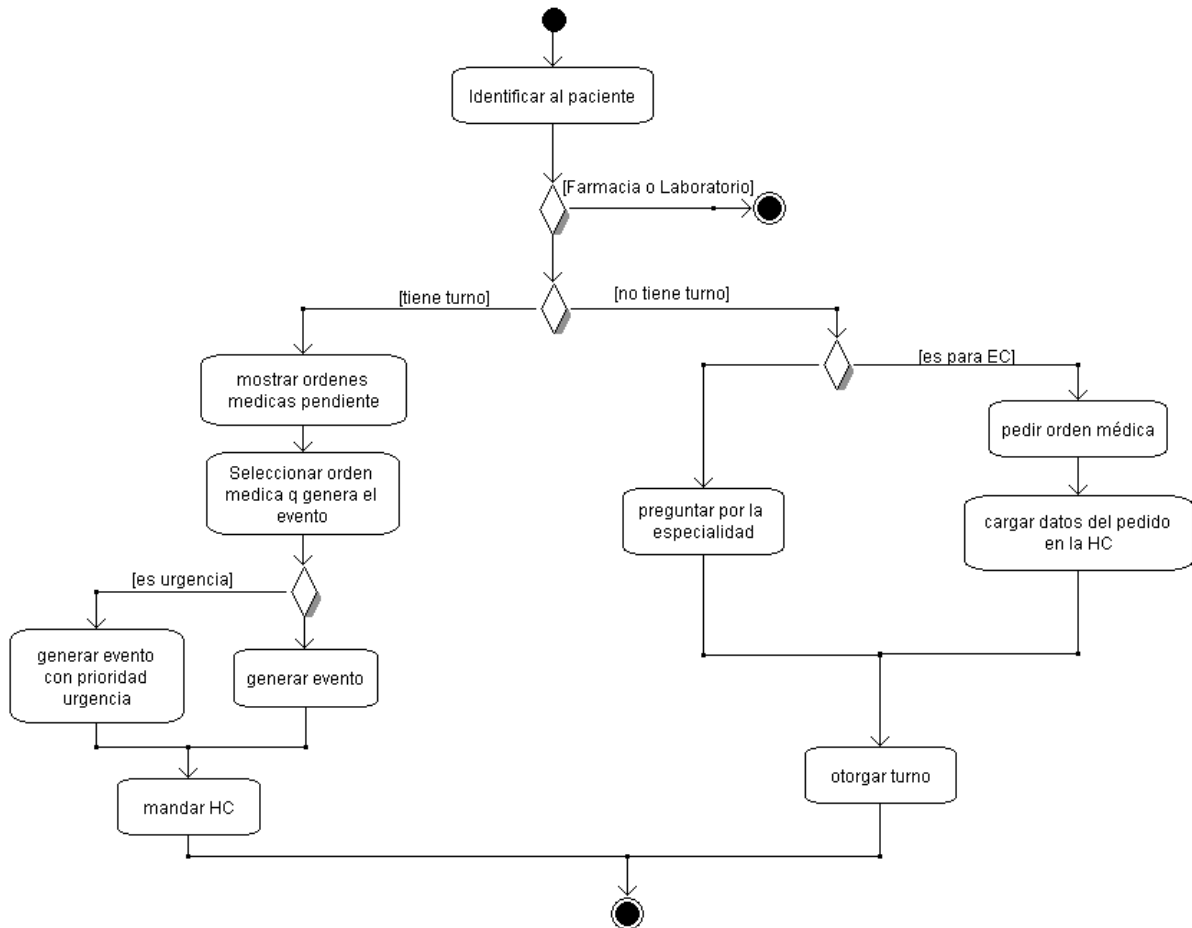 Identificar al paciente
[Farmacia o Laboratorio]
[tiene turno]
[no tiene turno]
[es para EC]
mostrar ordenes
medicas pendiente
pedir orden médica
Seleccionar orden
medica q genera el
evento
preguntar por la
especialidad
cargar datos del pedido
en la HC
[es urgencia]
generar evento
con prioridad
urgencia
generar evento
otorgar turno
mandar HC